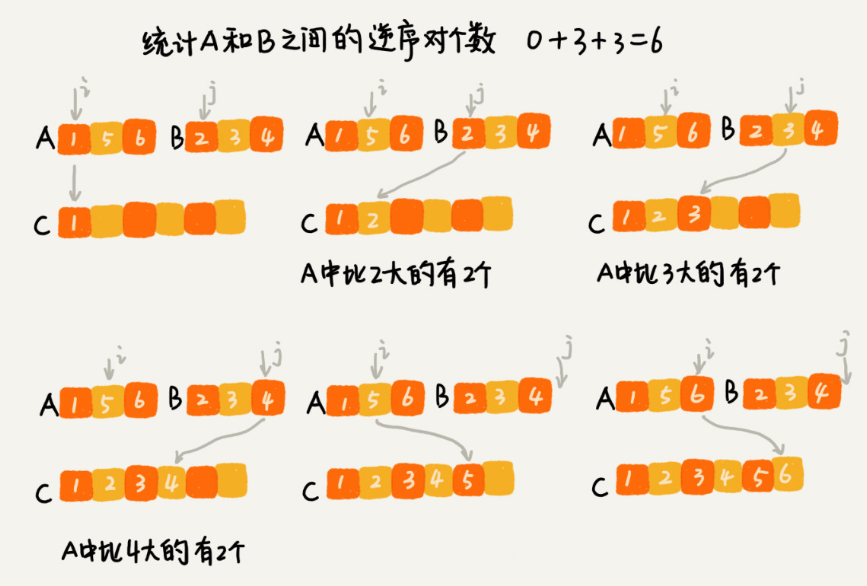 统计A和B之间的逆序对个数 0+3+3=6
i j i j i j
A 1 5 6 B 2 3 4 A 1 5 6 B 2 3 4 A 1 5 6 B 2 3 4
C 1 C 1 2 C 1 2 3
A中比2大的有2个 A中比3大的有2个
i j i j i j
A 1 5 6 B 2 3 4 A 1 5 6 B 2 3 4 A 1 5 6 B 2 3 4
C 1 2 3 4 C 1 2 3 4 5 C 1 2 3 4 5 6
A中比4大的有2个